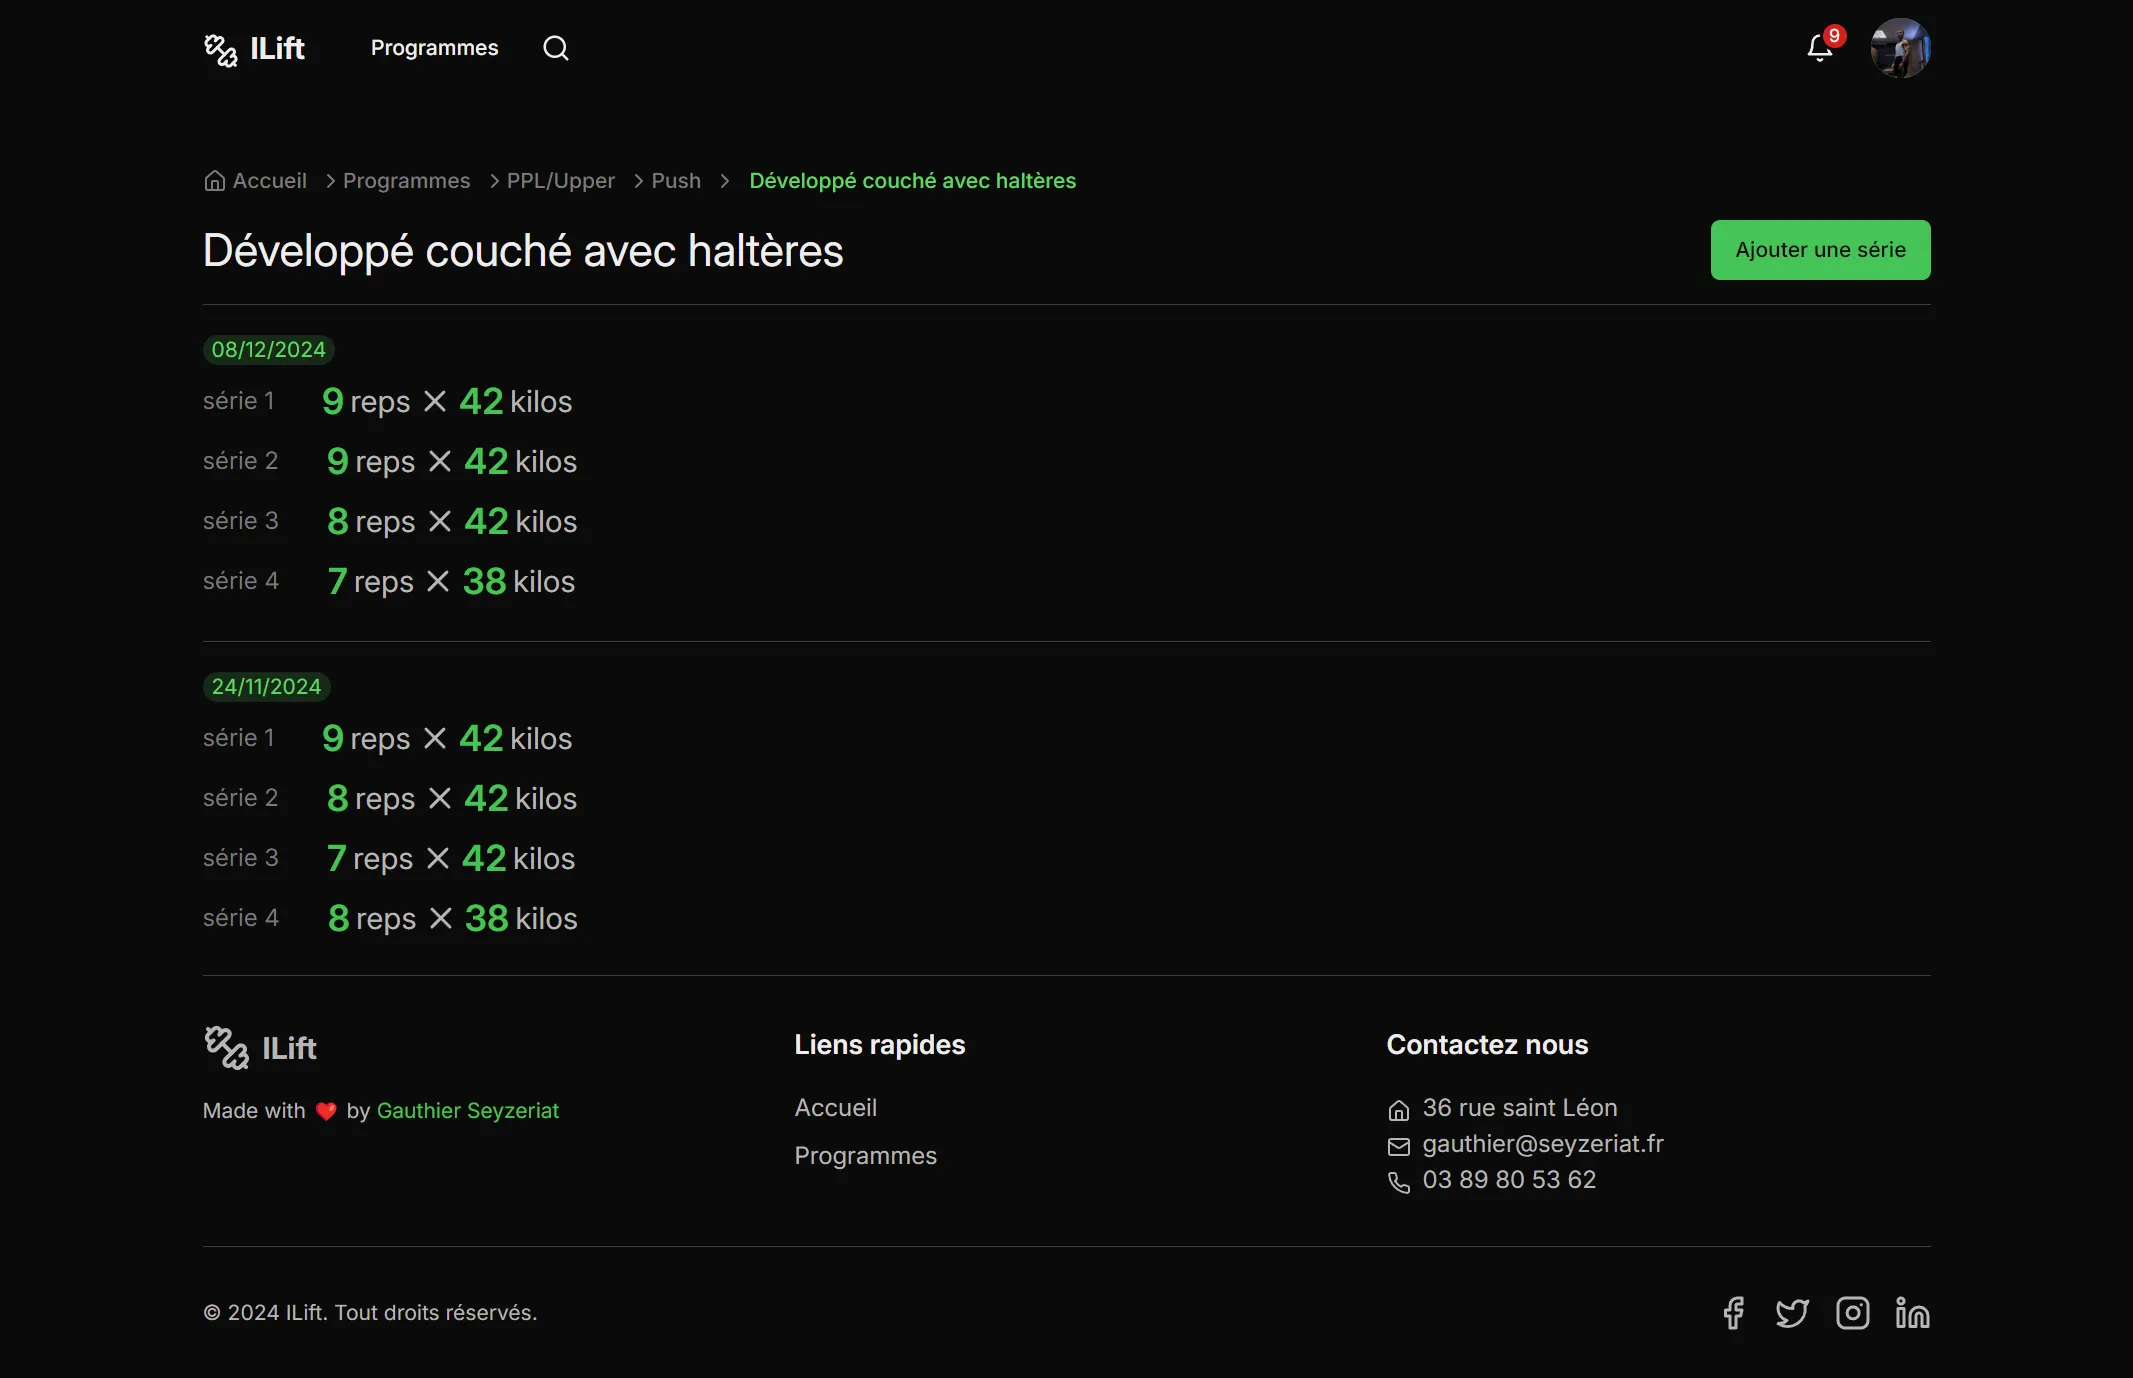 ILift Programmes 9
Accueil Programmes PPL/Upper Push Développé couché avec haltères
Développé couché avec haltères Ajouter une série
08/12/2024
série 1 9 reps 42 kilos
série 2 9 reps 42 kilos
série 3 8 reps 42 kilos
série 4 7 reps 38 kilos
24/11/2024
série 1 9 reps 42 kilos
série 2 8 reps 42 kilos
série 3 7 reps 42 kilos
série 4 8 reps 38 kilos
ILift
Made with ❤️ by Gauthier Seyzeriat
Liens rapides
Accueil
Programmes
Contactez nous
36 rue saint Léon
gauthier@seyzeriat.fr
03 89 80 53 62
© 2024 ILift. Tout droits réservés.